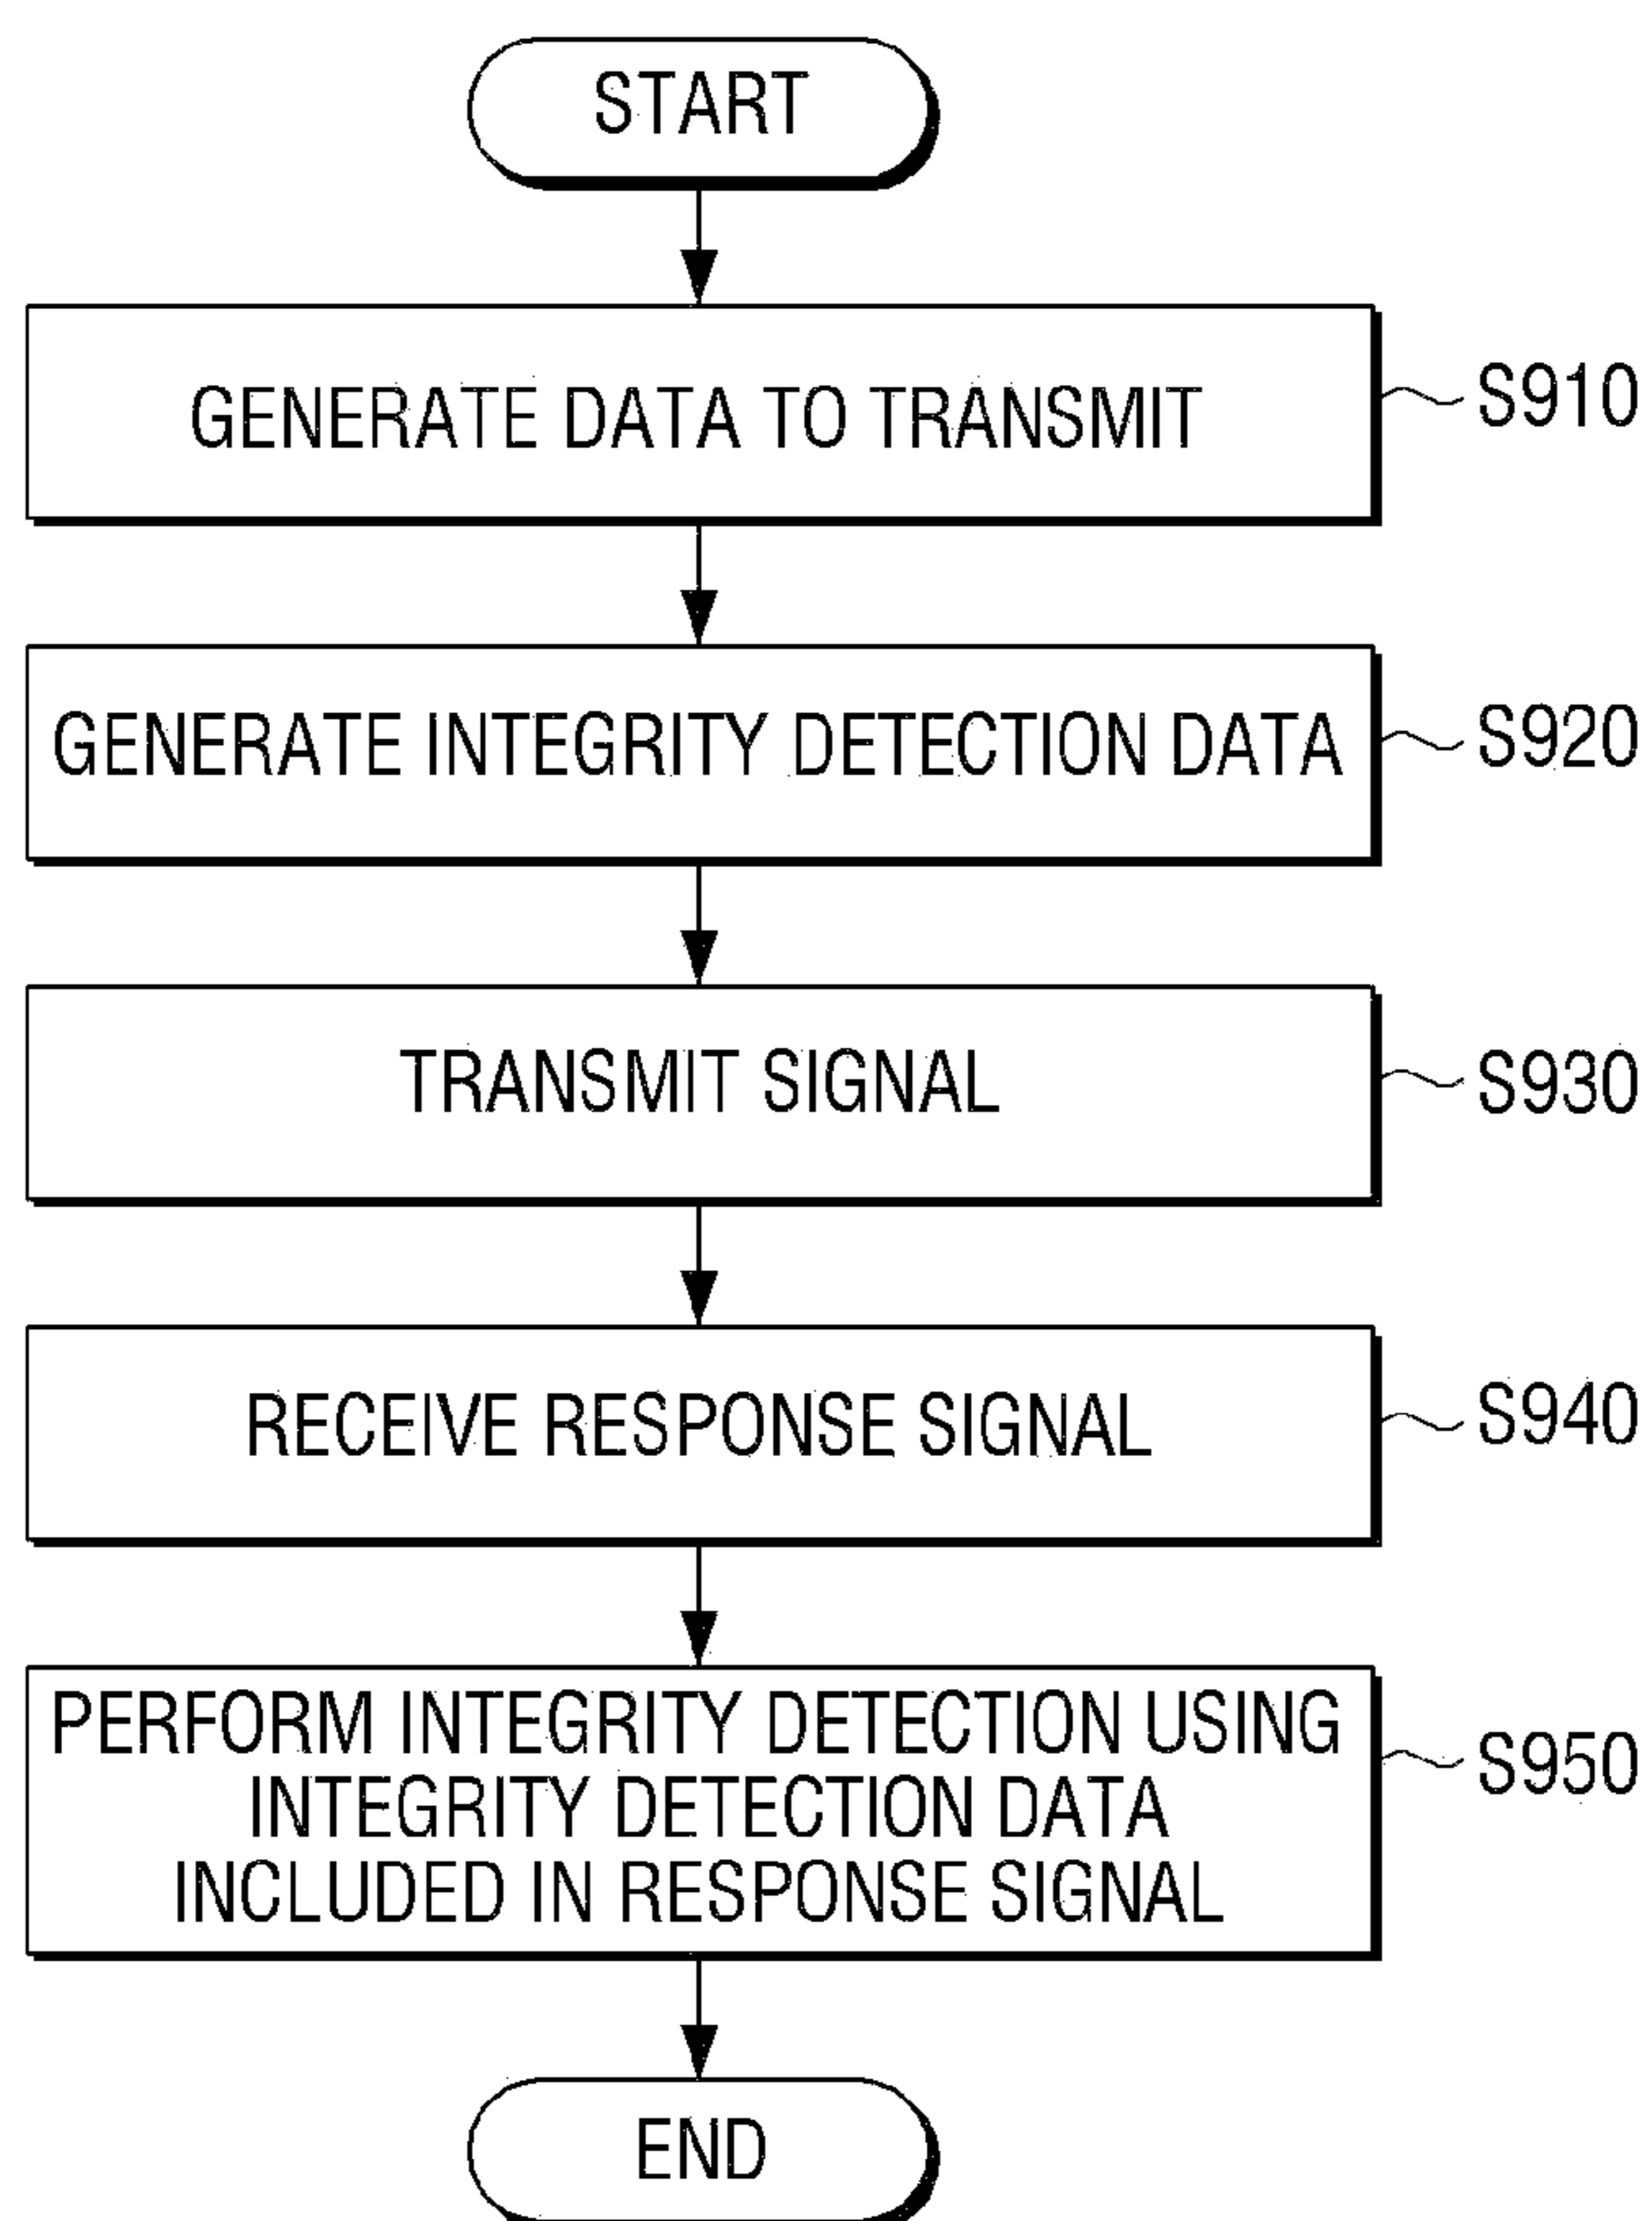 START
GENERATE DATA TO TRANSMIT
S910
GENERATE INTEGRITY DETECTION DATA
S920
TRANSMIT SIGNAL
S930
RECEIVE RESPONSE SIGNAL
S940
PERFORM INTEGRITY DETECTION USING
INTEGRITY DETECTION DATA
INCLUDED IN RESPONSE SIGNAL
S950
END